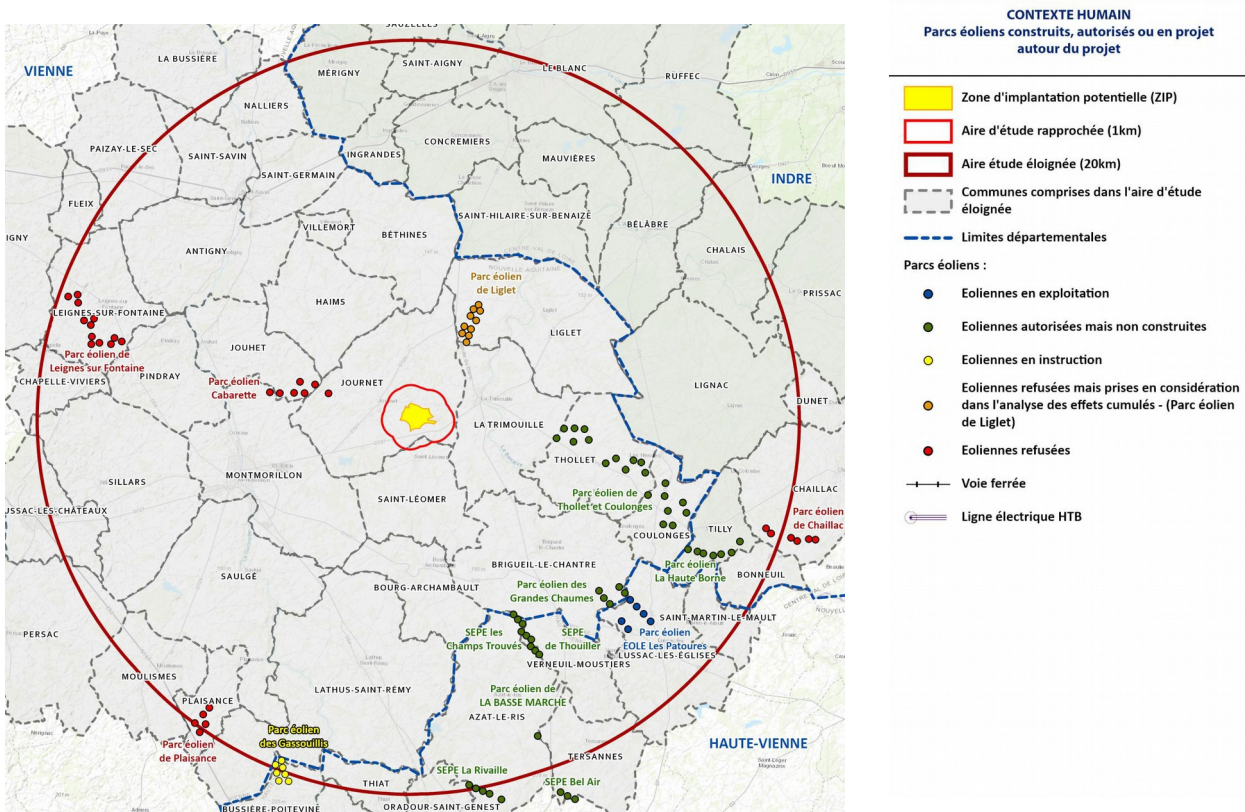 SAUZELLES
VIENNE
LA BUSSIÈRE
MÉRIGNY
SAINT-AIGNY
LE BLANC
RUFFEC
NALLIERS
CONCREMIERS
PAIZAY-LE-SEC
SAINT-SAVIN
INGRANDES
MAUVIÈRES
SAINT-GERMAIN
INDRE
FLEIX
VILLEMORT
SAINT-HILAIRE-SUR-BENAIZE
BÉLÂBRE
BÉTHINES
ANTIGNY
CHALAIS
CENTRE VAL DE LOIRE
NOUVELLE AQUITAINE
Parc éolien
de Liglet
PRISSAC
HAIMS
LEIGNES-SUR-FONTAINE
LIGLET
JOUHET
Parc éolien de
Leignes sur Fontaine
CHAPELLE-VIVIERS
PINDRAY
Parc éolien
Cabarette
JOURNET
LIGNAC
DUNET
LA TRIMOUILLE
THOLLET
MONTMORILLON
SILLARS
SAINT-LÉOMER
Parc éolien de
Thollet et Coulonges
CHAILLAC
USSAC-LES-CHÂTEAUX
Parc éolien
de Chaillac
TILLY
COULONGES
BRIGUEIL-LE-CHANTRE
Parc éolien
La Haute Borne
BONNEUIL
SAULGÉ
BOURG-ARCHAMBAULT
Parc éolien des
Grandes Chaumes
SAINT-MARTIN-LE-MAULT
PERSAC
SEPE les
Champs Trouvés
SEPE
de Thouiller
Parc éolien
EOLE Les Patoures
LUSSAC-LES-ÉGLISES
VERNEUIL-MOUSTIERS
MOULISMES
LATHUS-SAINT-RÉMY
PLAISANCE
Parc éolien de
LA BASSE MARCHE
AZAT-LE-RIS
Parc éolien
de Plaisance
Parc éolien
des Gassouillis
HAUTE-VIENNE
TERSANNES
SEPE La Rivaille
THIAT
SEPE Bel Air
ORADOUR-SAINT-GENEST
BUSSIÈRE-POITEVINE
CONTEXTE HUMAIN
Parcs éoliens construits, autorisés ou en projet
autour du projet
Zone d'implantation potentielle (ZIP)
Aire d'étude rapprochée (1km)
Aire étude éloignée (20km)
Communes comprises dans l'aire d'étude
éloignée
Limites départementales
Parcs éoliens :
Eoliennes en exploitation
Eoliennes autorisées mais non construites
Eoliennes en instruction
Eoliennes refusées mais prises en considération
dans l'analyse des effets cumulés - (Parc éolien
de Liglet)
Eoliennes refusées
Voie ferrée
Ligne électrique HTB